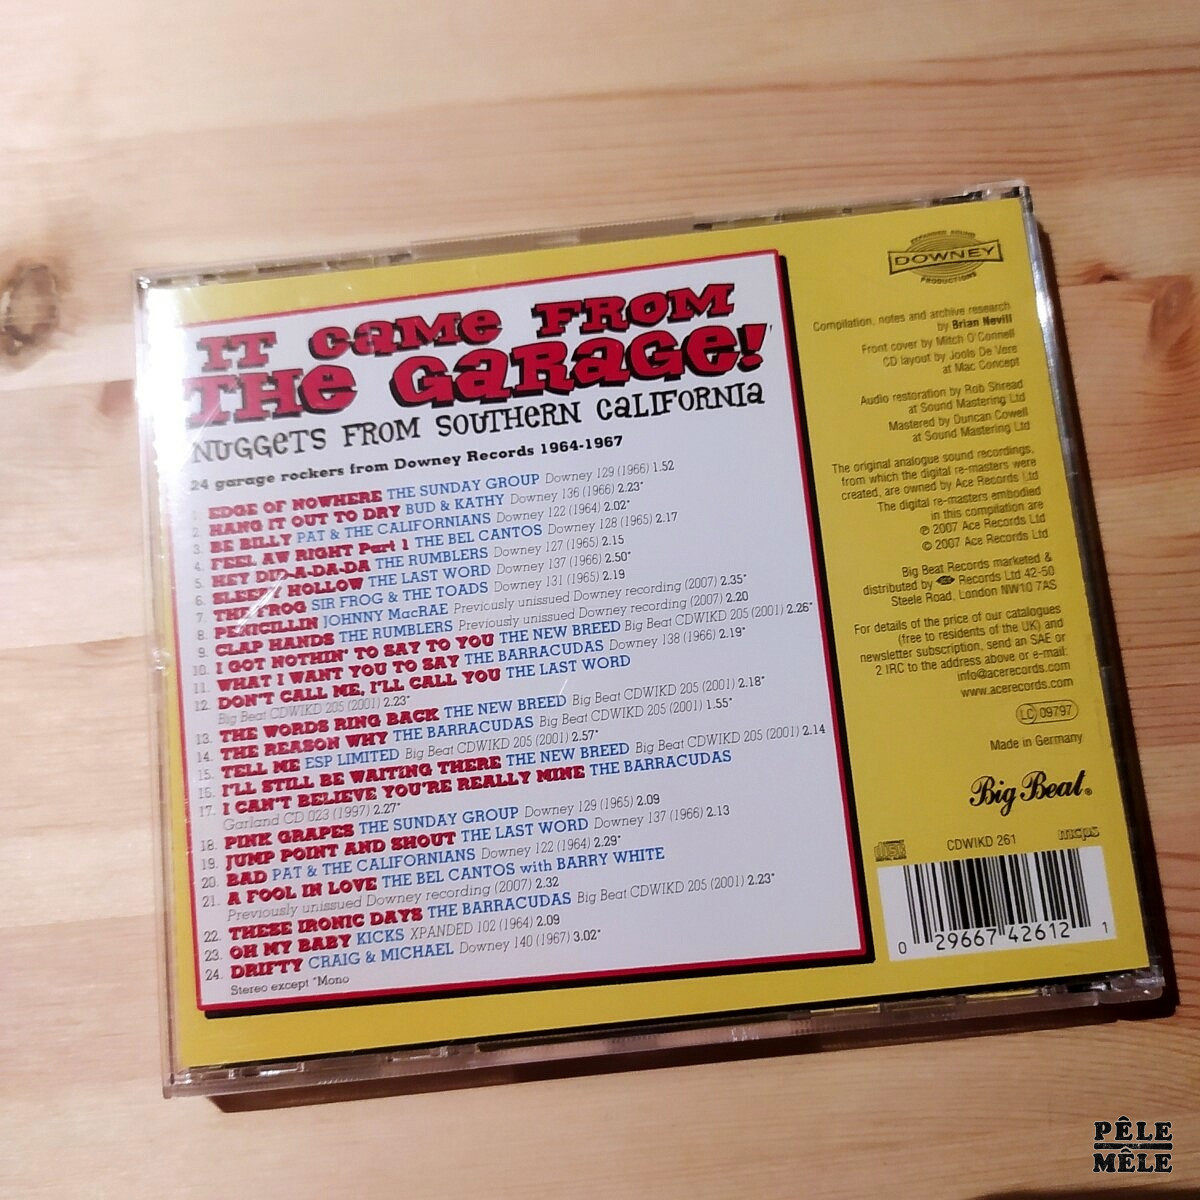 IT CAME FROM
THE GARAGE!
NUGGETS FROM SOUTHERN CALIFORNIA
24 garage rockers from Downey Records 1964-1967
1. EDGE OF NOWHERE THE SUNDAY GROUP Downey 129 (1966) 1.52
2. HANG IT OUT TO DRY BUD & KATHY Downey 136 (1966) 2.23*
3. BE BILLY PAT & THE CALIFORNIANS Downey 122 (1964) 2.02*
4. FEEL AW RIGHT Part 1 THE BEL CANTOS Downey 128 (1965) 2.17
5. HEY DID-A-DA-DA THE RUMBLERS Downey 127 (1965) 2.15
6. SLEEPY HOLLOW THE LAST WORD Downey 137 (1966) 2.50*
7. THE FROG SIR FROG & THE TOADS Downey 131 (1965) 2.19
8. PENICILLIN JOHNNY MacRAE Previously unissued Downey recording (2007) 2.35*
9. CLAP HANDS THE RUMBLERS Previously unissued Downey recording (2007) 2.20
10. I GOT NOTHIN' TO SAY TO YOU THE NEW BREED Big Beat CDWIKD 205 (2001) 2.26*
11. WHAT I WANT YOU TO SAY THE BARRACUDAS Downey 138 (1966) 2.19*
12. DON'T CALL ME, I'LL CALL YOU THE LAST WORD
Big Beat CDWIKD 205 (2001) 2.23*
13. THE WORDS RING BACK THE NEW BREED Big Beat CDWIKD 205 (2001) 2.18*
14. THE REASON WHY THE BARRACUDAS Big Beat CDWIKD 205 (2001) 1.55*
15. TELL ME ESP LIMITED Big Beat CDWIKD 205 (2001) 2.57*
16. I'LL STILL BE WAITING THERE THE NEW BREED Big Beat CDWIKD 205 (2001) 2.14
17. I CAN'T BELIEVE YOU'RE REALLY MINE THE BARRACUDAS
Garland CD 023 (1997) 2.27*
18. PINK GRAPES THE SUNDAY GROUP Downey 129 (1965) 2.09
19. JUMP POINT AND SHOUT THE LAST WORD Downey 137 (1966) 2.13
20. BAD PAT & THE CALIFORNIANS Downey 122 (1964) 2.29*
21. A FOOL IN LOVE THE BEL CANTOS with BARRY WHITE
Previously unissued Downey recording (2007) 2.32
22. THESE IRONIC DAYS THE BARRACUDAS Big Beat CDWIKD 205 (2001) 2.23*
23. OH MY BABY KICKS XPANDED 102 (1964) 2.09
24. DRIFTY CRAIG & MICHAEL Downey 140 (1967) 3.02*
Stereo except *Mono
EXPANDED SOUND
DOWNEY
PRODUCTIONS
Compilation, notes and archive research
by Brian Nevill
Front cover by Mitch O'Connell
CD layout by Jools De Vere
at Mac Concept
Audio restoration by Rob Shread
at Sound Mastering Ltd
Mastered by Duncan Cowell
at Sound Mastering Ltd
The original analogue sound recordings,
from which the digital re-masters were
created, are owned by Ace Records Ltd
The digital re-masters embodied
in this compilation are
℗ 2007 Ace Records Ltd
© 2007 Ace Records Ltd
Big Beat Records marketed &
distributed by ACE Records Ltd 42-50
Steele Road, London NW10 7AS
For details of the price of our catalogues
(free to residents of the UK) and
newsletter subscription, send an SAE or
2 IRC to the address above or e-mail:
info@acerecords.com
www.acerecords.com
LC 09797
Made in Germany
Big Beat®
CDWIKD 261
mcps
0 29667 42612 1
PÊLE
MÊLE